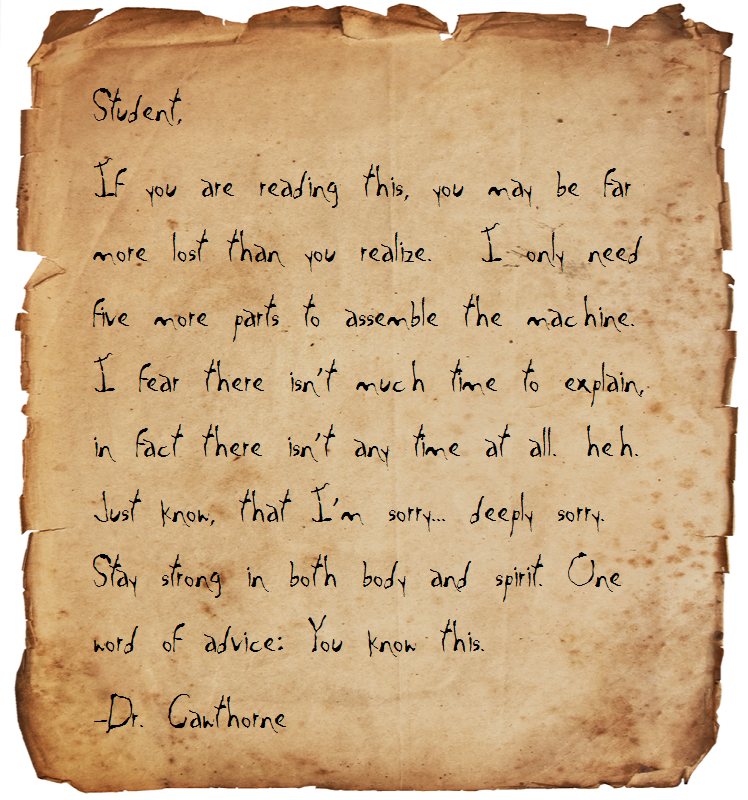 Student,
If you are reading this, you may be far
more lost than you realize. I only need
five more parts to assemble the machine.
I fear there isn't much time to explain,
in fact there isn't any time at all. heh.
Just know, that I'm sorry... deeply sorry.
Stay strong in both body and spirit. One
word of advice: You know this.
-Dr. Cawthorne